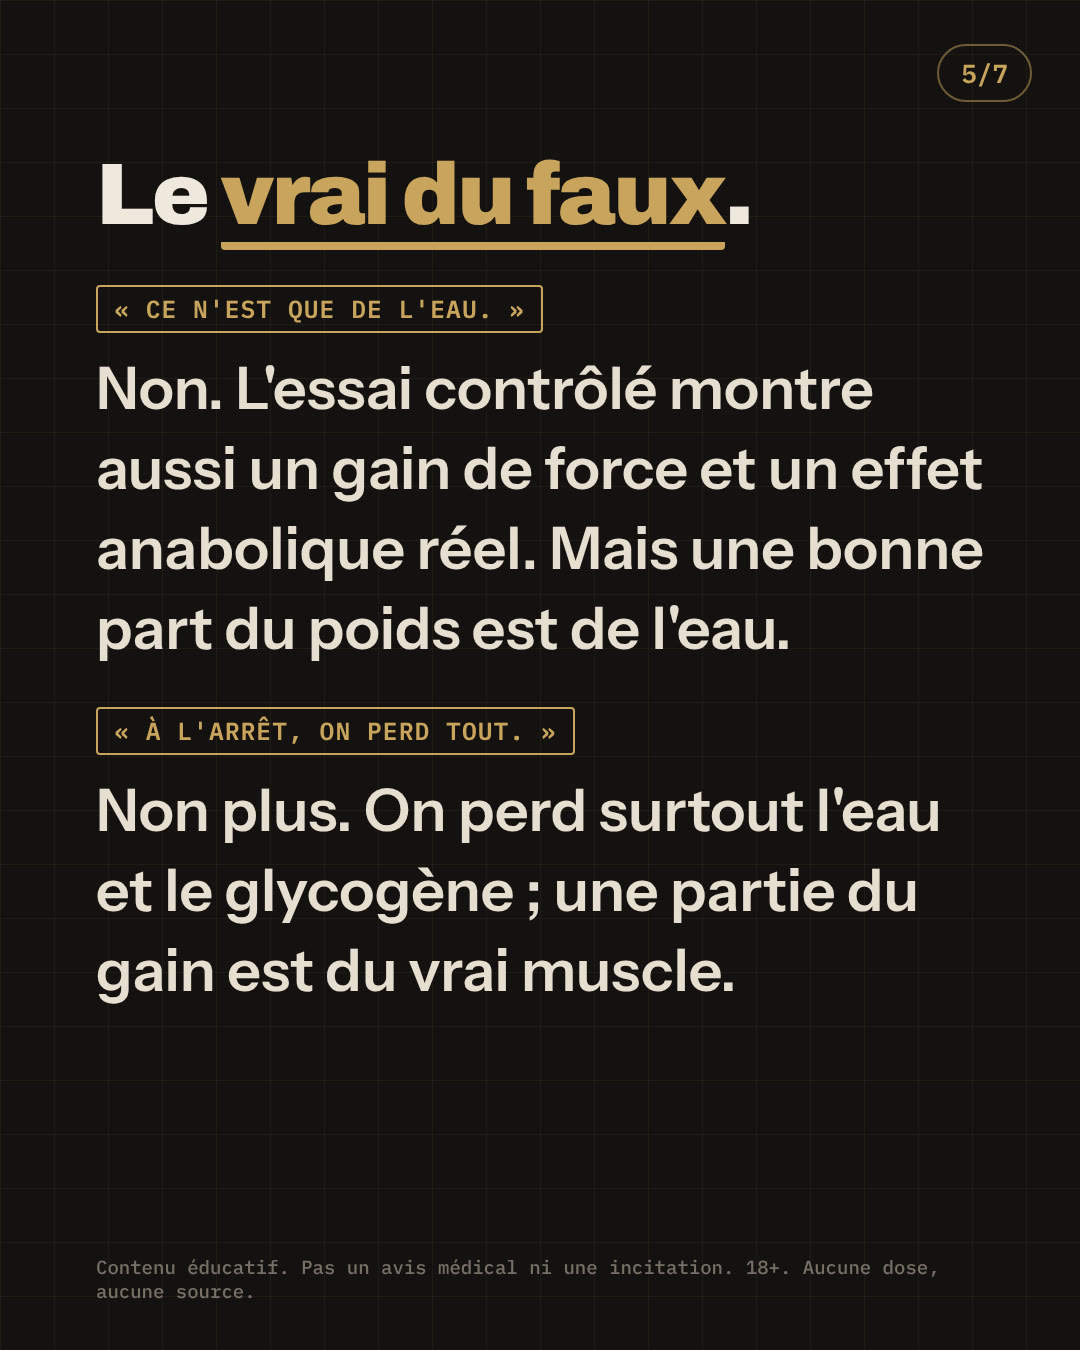 5/7
Le vrai du faux.
« CE N'EST QUE DE L'EAU. »
Non. L'essai contrôlé montre
aussi un gain de force et un effet
anabolique réel. Mais une bonne
part du poids est de l'eau.
« À L'ARRÊT, ON PERD TOUT. »
Non plus. On perd surtout l'eau
et le glycogène ; une partie du
gain est du vrai muscle.
Contenu éducatif. Pas un avis médical ni une incitation. 18+. Aucune dose,
aucune source.